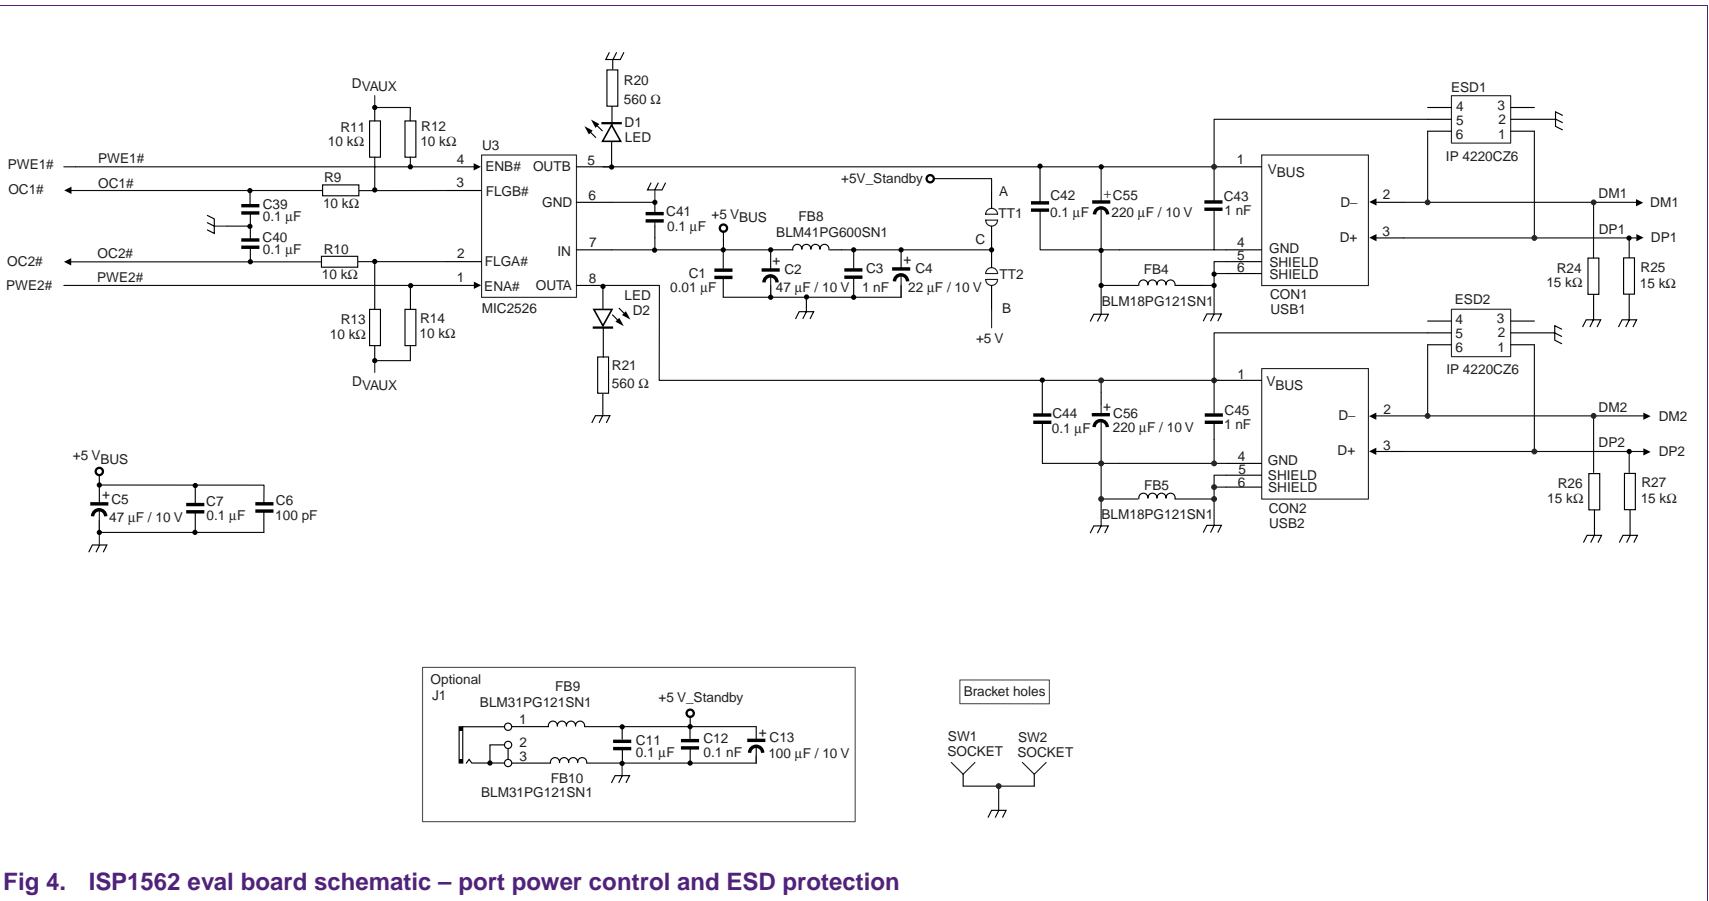 R20
560 Ω
D1
LED
DVAUX
R11
10 kΩ
R12
10 kΩ
U3
PWE1#
PWE1#
4
ENB#
OUTB
5
OC1#
OC1#
R9
10 kΩ
3
FLGB#
GND
6
C39
0.1 μF
C40
0.1 μF
C41
0.1 μF
+5 VBUS
FB8
BLM41PG600SN1
+5V_Standby
A
TT1
C
IN
7
OC2#
OC2#
R10
10 kΩ
2
FLGA#
PWE2#
PWE2#
1
ENA#
OUTA
8
MIC2526
C1
0.01 μF
+
C2
47 μF / 10 V
C3
1 nF
+
C4
22 μF / 10 V
TT2
B
+5 V
R13
10 kΩ
R14
10 kΩ
DVAUX
LED
D2
R21
560 Ω
C42
0.1 μF
+
C55
220 μF / 10 V
C43
1 nF
1
VBUS
D–
2
D+
3
4
GND
5
SHIELD
6
SHIELD
FB4
BLM18PG121SN1
CON1
USB1
ESD1
4
3
5
2
6
1
IP 4220CZ6
DM1
DM1
DP1
DP1
R24
15 kΩ
R25
15 kΩ
ESD2
4
3
5
2
6
1
IP 4220CZ6
C44
0.1 μF
+
C56
220 μF / 10 V
C45
1 nF
1
VBUS
D–
2
D+
3
4
GND
5
SHIELD
6
SHIELD
FB5
BLM18PG121SN1
CON2
USB2
DM2
DM2
DP2
DP2
R26
15 kΩ
R27
15 kΩ
+5 VBUS
+
C5
47 μF / 10 V
C7
0.1 μF
C6
100 pF
Optional
J1
FB9
BLM31PG121SN1
+5 V_Standby
1
2
3
C11
0.1 μF
C12
0.1 nF
+
C13
100 μF / 10 V
FB10
BLM31PG121SN1
Bracket holes
SW1
SOCKET
SW2
SOCKET
Fig 4. ISP1562 eval board schematic – port power control and ESD protection